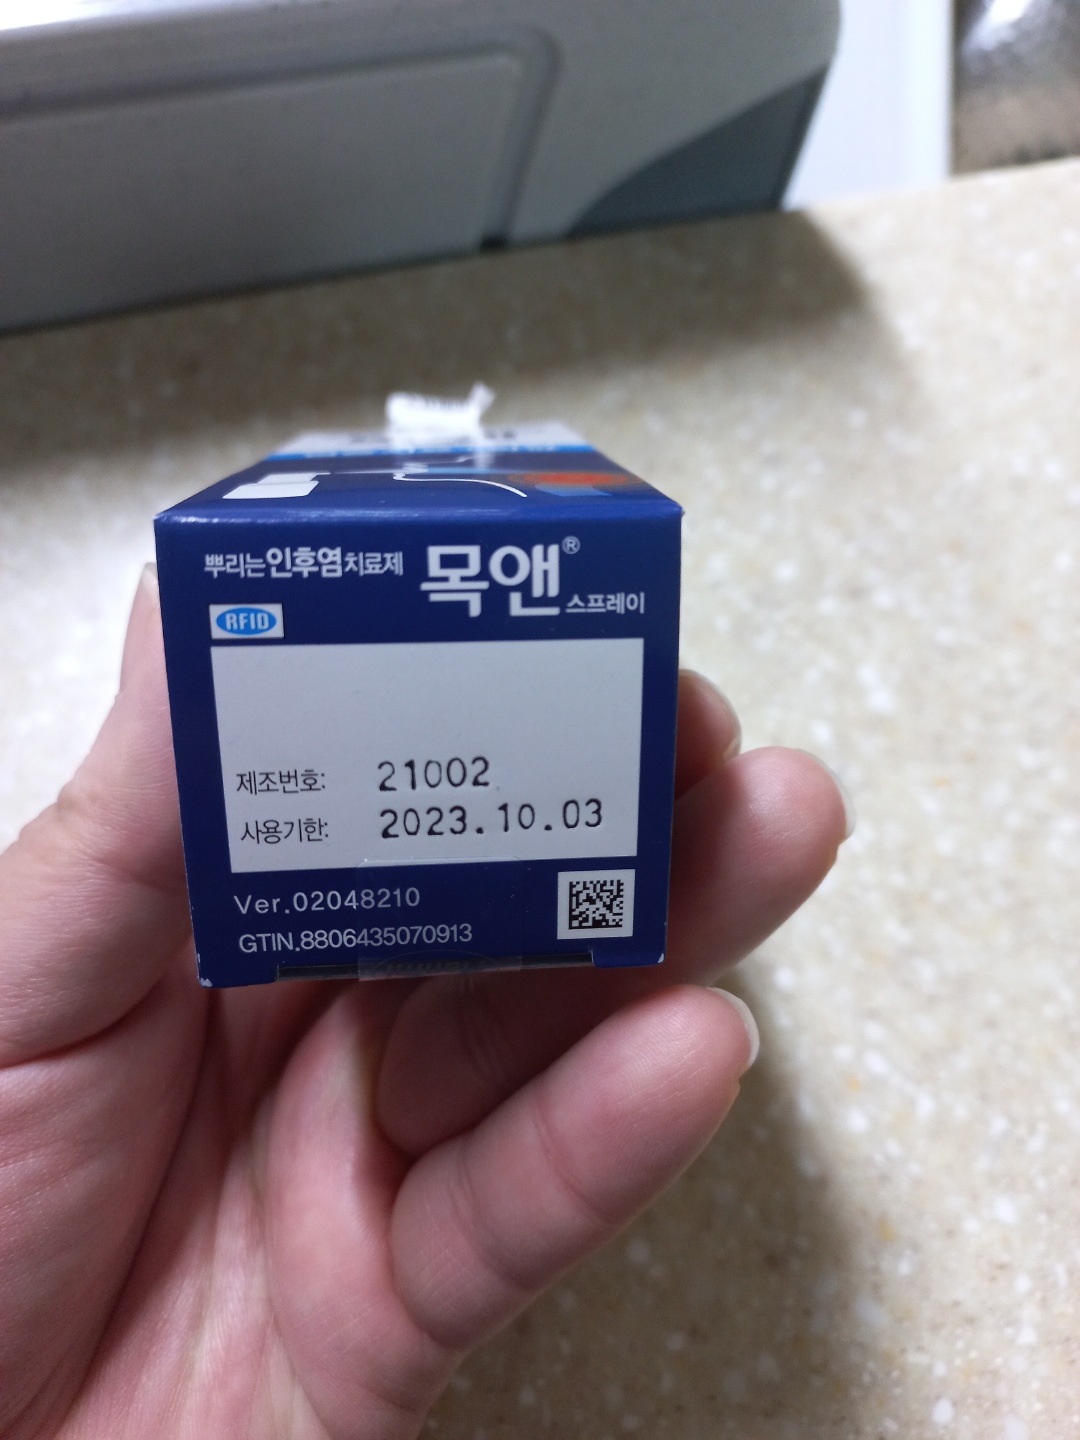 뿌리는인후염치료제 목앤® 스프레이
RFID
제조번호: 21002
사용기한: 2023.10.03
Ver.02048210
GTIN.8806435070913